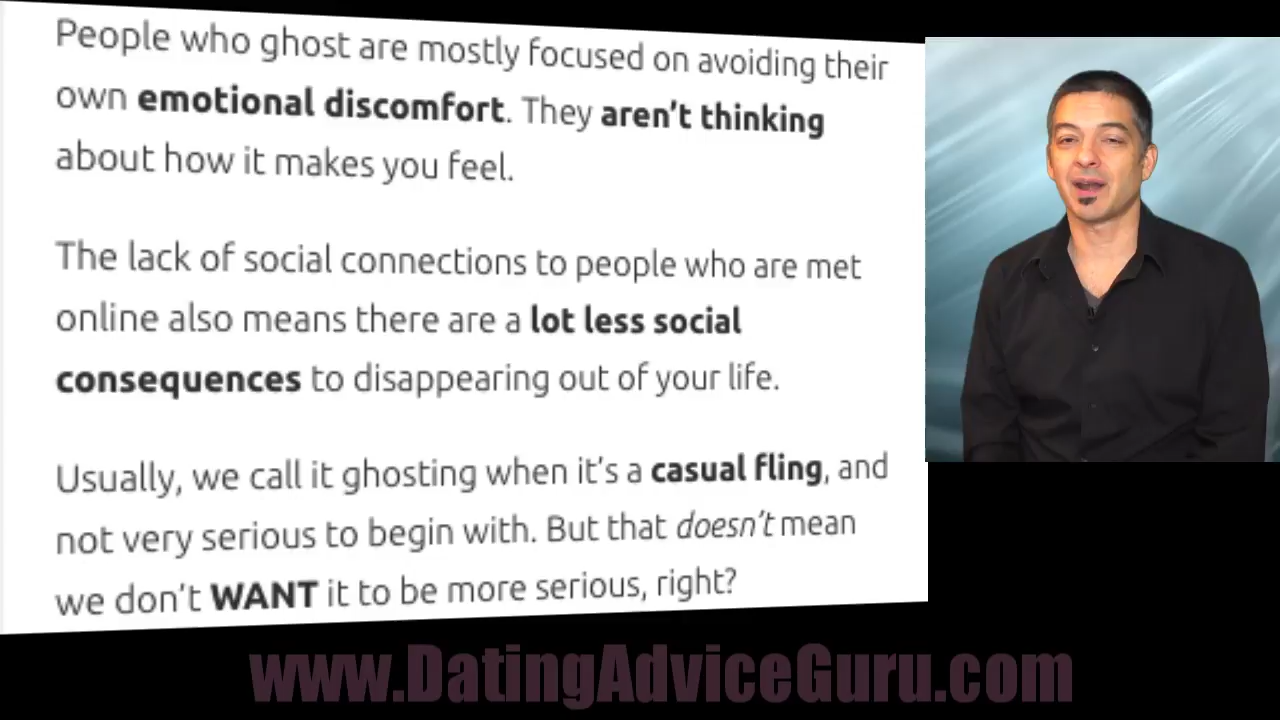 People who ghost are mostly focused on avoiding their
own emotional discomfort. They aren't thinking
about how it makes you feel.
The lack of social connections to people who are met
online also means there are a lot less social
consequences to disappearing out of your life.
Usually, we call it ghosting when it's a casual fling, and
not very serious to begin with. But that doesn't mean
we don't WANT it to be more serious, right?
www.DatingAdviceGuru.com